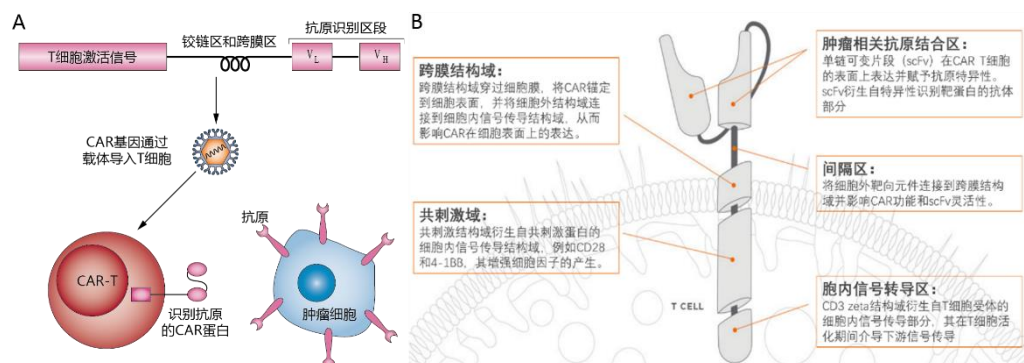 A
抗原识别区段
铰链区和跨膜区
T细胞激活信号
VL
VH
CAR基因通过
载体导入T细胞
CAR-T
识别抗原
的CAR蛋白
抗原
肿瘤细胞
B
跨膜结构域：
跨膜结构域穿过细胞膜，将CAR锚定
到细胞表面，并将细胞外结构域连
接到细胞内信号传导结构域，从而
影响CAR在细胞表面上的表达。
共刺激域：
共刺激结构域衍生自共刺激蛋白的
细胞内信号传导结构域，例如CD28
和4-1BB，其增强细胞因子的产生。
T CELL
肿瘤相关抗原结合区：
单链可变片段（scFv）在CAR T细胞
的表面上表达并赋予抗原特异性。
scFv衍生自特异性识别靶蛋白的抗体
部分
间隔区：
将细胞外靶向元件连接到跨膜结构
域并影响CAR功能和scFv灵活性。
胞内信号转导区：
CD3 zeta结构域衍生自T细胞受体的
细胞内信号传导部分，其在T细胞活
化期间介导下游信号传导